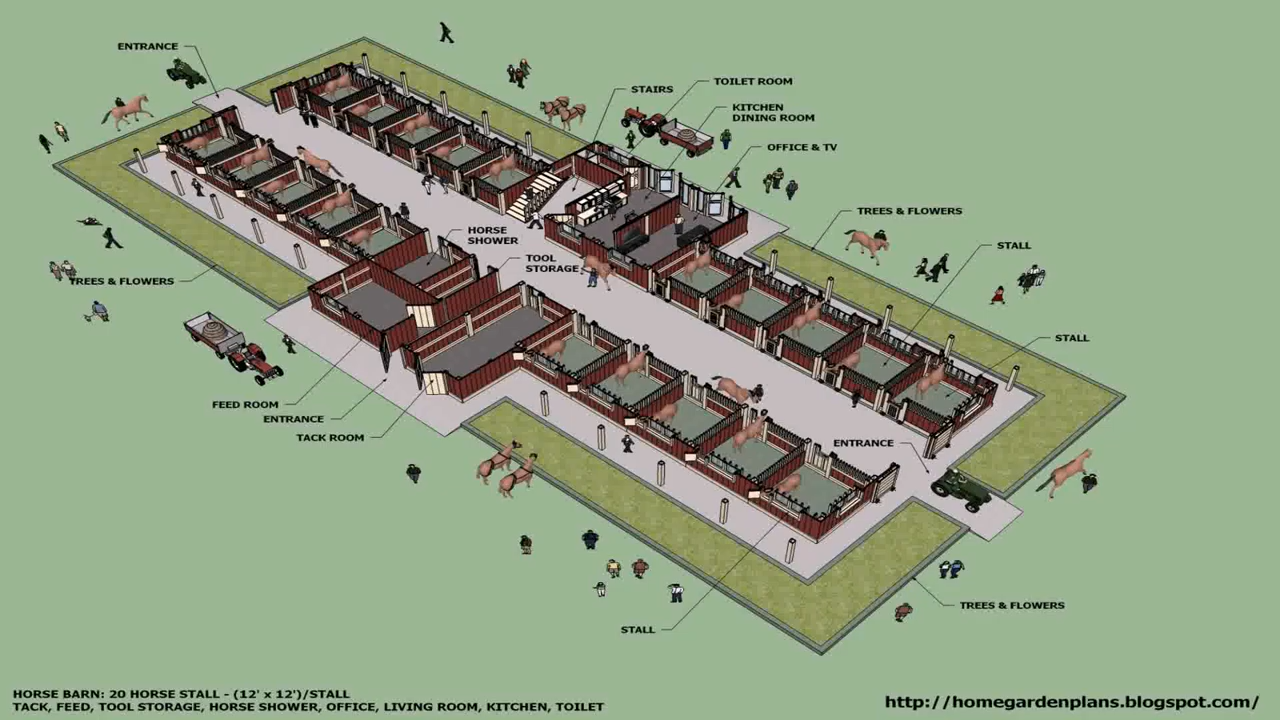 ENTRANCE
STAIRS
TOILET ROOM
KITCHEN
DINING ROOM
OFFICE & TV
TREES & FLOWERS
STALL
HORSE
SHOWER
TOOL
STORAGE
TREES & FLOWERS
STALL
FEED ROOM
ENTRANCE
TACK ROOM
ENTRANCE
TREES & FLOWERS
STALL
HORSE BARN: 20 HORSE STALL - (12' x 12')/STALL
TACK, FEED, TOOL STORAGE, HORSE SHOWER, OFFICE, LIVING ROOM, KITCHEN, TOILET
http://homegardenplans.blogspot.com/